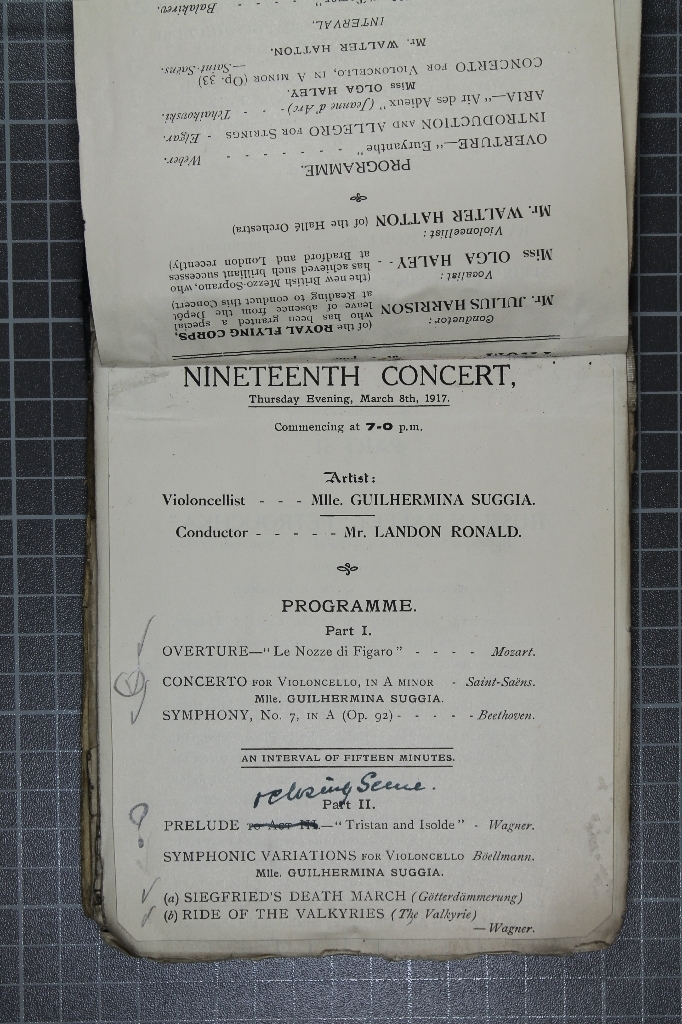 Balakirev.
INTERVAL.
Mr. WALTER HATTON.
CONCERTO FOR VIOLONCELLO, IN A MINOR (Op. 33)
—Saint-Saëns.
Miss OLGA HALEY.
ARIA—"Air des Adieux" (Jeanne d'Arc) - - - Tchaikovski.
INTRODUCTION AND ALLEGRO FOR STRINGS - Elgar.
OVERTURE—"Euryanthe" - - - - - - - Weber.
PROGRAMME.
Mr. WALTER HATTON (of the Hallé Orchestra)
Violoncellist:
Miss OLGA HALEY - - (the new British Mezzo-Soprano, who
has achieved such brilliant successes
at Bradford and London recently)
Vocalist:
Mr. JULIUS HARRISON (of the ROYAL FLYING CORPS,
who has been granted a special
leave of absence from the Depôt
at Reading to conduct this Concert)
Conductor:
NINETEENTH CONCERT,
Thursday Evening, March 8th, 1917.
Commencing at 7-0 p.m.
Artist:
Violoncellist - - - Mlle. GUILHERMINA SUGGIA.
Conductor - - - - - Mr. LANDON RONALD.
PROGRAMME.
Part I.
OVERTURE—"Le Nozze di Figaro" - - - - Mozart.
CONCERTO FOR VIOLONCELLO, IN A MINOR - Saint-Saëns.
Mlle. GUILHERMINA SUGGIA.
SYMPHONY, No. 7, IN A (Op. 92) - - - - - Beethoven.
AN INTERVAL OF FIFTEEN MINUTES.
& closing Scene.
Part II.
PRELUDE TO ACT III.—"Tristan and Isolde" - Wagner.
SYMPHONIC VARIATIONS FOR VIOLONCELLO Böellmann.
Mlle. GUILHERMINA SUGGIA.
(a) SIEGFRIED'S DEATH MARCH (Götterdämmerung)
(b) RIDE OF THE VALKYRIES (The Valkyrie)
—Wagner.